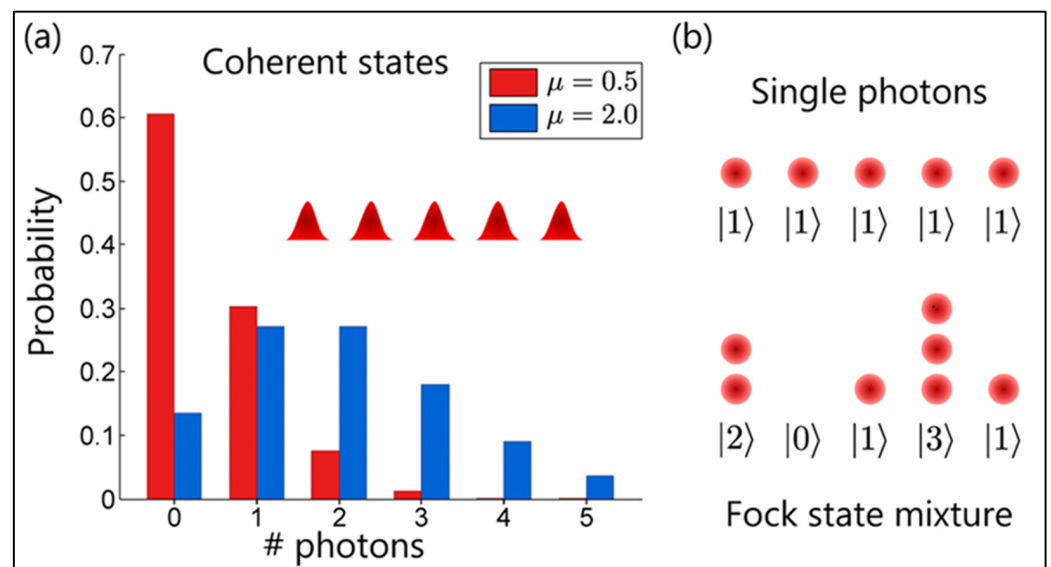 (a)
Coherent states
μ = 0.5
μ = 2.0
Probability
0.7
0.6
0.5
0.4
0.3
0.2
0.1
0
0 1 2 3 4 5
# photons
(b)
Single photons
|1⟩ |1⟩ |1⟩ |1⟩ |1⟩
|2⟩ |0⟩ |1⟩ |3⟩ |1⟩
Fock state mixture